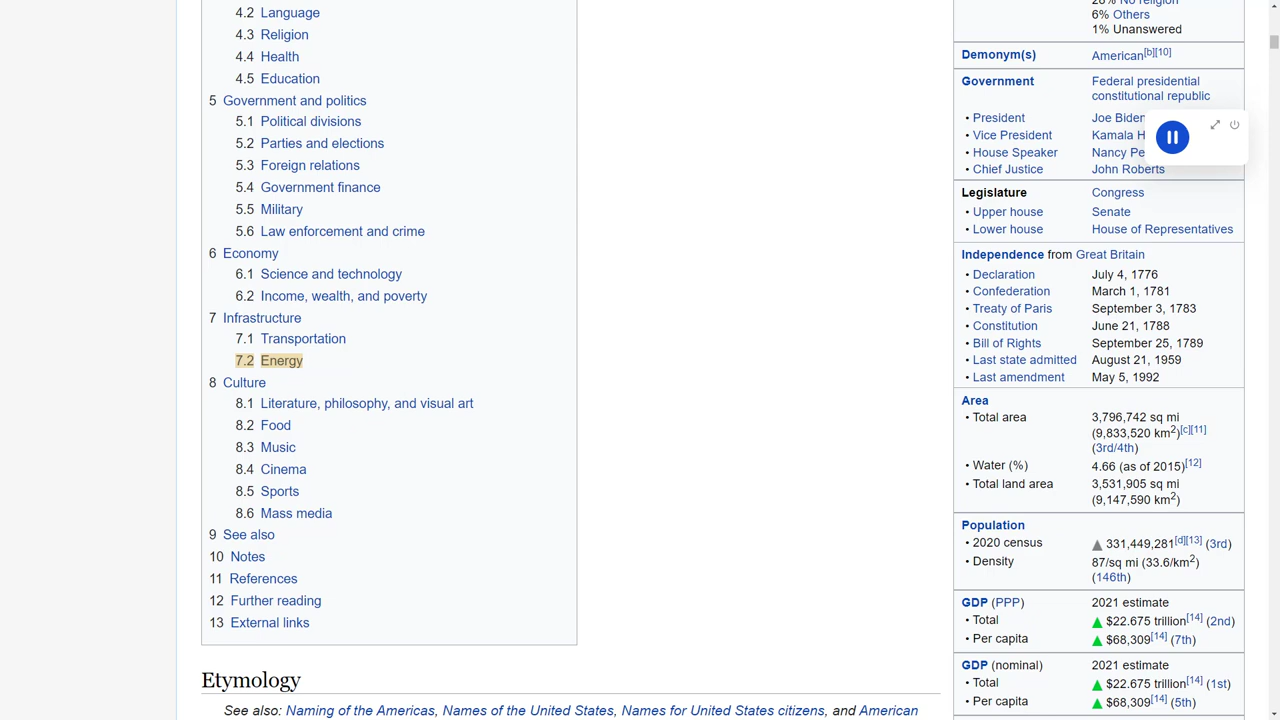 4.2 Language
4.3 Religion
4.4 Health
4.5 Education
5 Government and politics
5.1 Political divisions
5.2 Parties and elections
5.3 Foreign relations
5.4 Government finance
5.5 Military
5.6 Law enforcement and crime
6 Economy
6.1 Science and technology
6.2 Income, wealth, and poverty
7 Infrastructure
7.1 Transportation
7.2 Energy
8 Culture
8.1 Literature, philosophy, and visual art
8.2 Food
8.3 Music
8.4 Cinema
8.5 Sports
8.6 Mass media
9 See also
10 Notes
11 References
12 Further reading
13 External links
Etymology
See also: Naming of the Americas, Names of the United States, Names for United States citizens, and American
28% No religion
6% Others
1% Unanswered
Demonym(s) American[b][10]
Government Federal presidential
constitutional republic
• President Joe Biden
• Vice President Kamala H
• House Speaker Nancy Pe
• Chief Justice John Roberts
Legislature Congress
• Upper house Senate
• Lower house House of Representatives
Independence from Great Britain
• Declaration July 4, 1776
• Confederation March 1, 1781
• Treaty of Paris September 3, 1783
• Constitution June 21, 1788
• Bill of Rights September 25, 1789
• Last state admitted August 21, 1959
• Last amendment May 5, 1992
Area
• Total area 3,796,742 sq mi
(9,833,520 km2)[c][11]
(3rd/4th)
• Water (%) 4.66 (as of 2015)[12]
• Total land area 3,531,905 sq mi
(9,147,590 km2)
Population
• 2020 census ▲ 331,449,281[d][13] (3rd)
• Density 87/sq mi (33.6/km2)
(146th)
GDP (PPP) 2021 estimate
• Total ▲ $22.675 trillion[14] (2nd)
• Per capita ▲ $68,309[14] (7th)
GDP (nominal) 2021 estimate
• Total ▲ $22.675 trillion[14] (1st)
• Per capita ▲ $68,309[14] (5th)